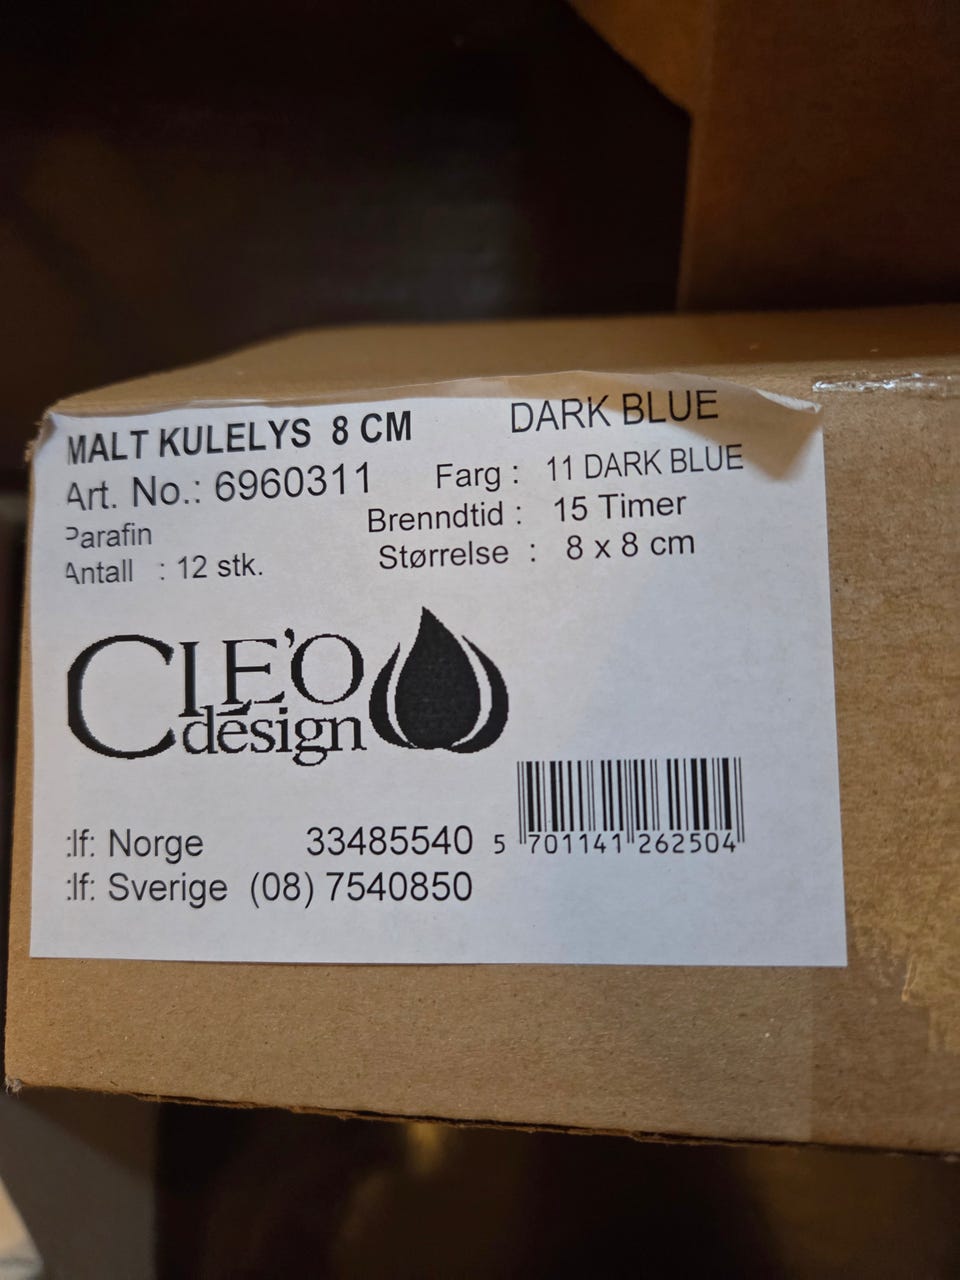 MALT KULELYS 8 CM DARK BLUE
Art. No.: 6960311 Farg : 11 DARK BLUE
Parafin Brenndtid : 15 Timer
Antall : 12 stk. Størrelse : 8 x 8 cm
CLE'O
désign
:lf: Norge 33485540
5 701141 262504
:lf: Sverige (08) 7540850